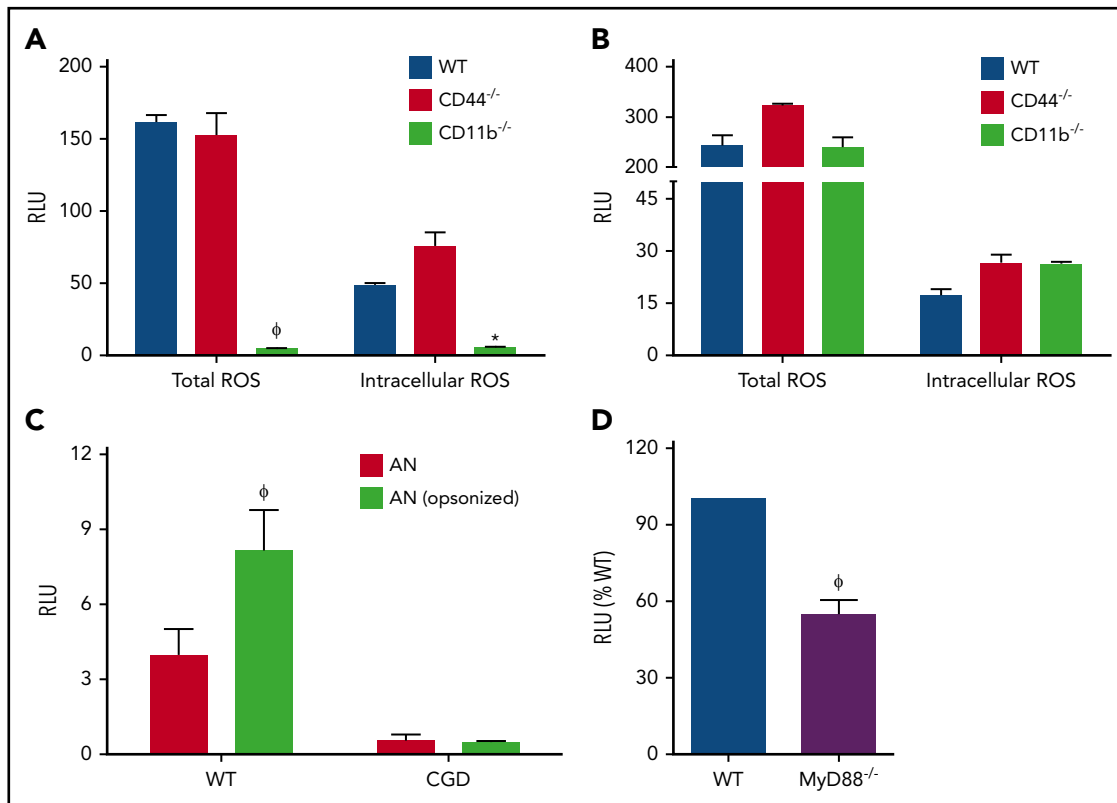 A
200
150
100
50
0
RLU
WT
CD44-/-
CD11b-/-
ϕ
*
Total ROS
Intracellular ROS
B
400
300
200
45
30
15
0
RLU
WT
CD44-/-
CD11b-/-
Total ROS
Intracellular ROS
C
12
9
6
3
0
RLU
AN
AN (opsonized)
ϕ
WT
CGD
D
120
90
60
30
0
RLU (% WT)
ϕ
WT
MyD88-/-